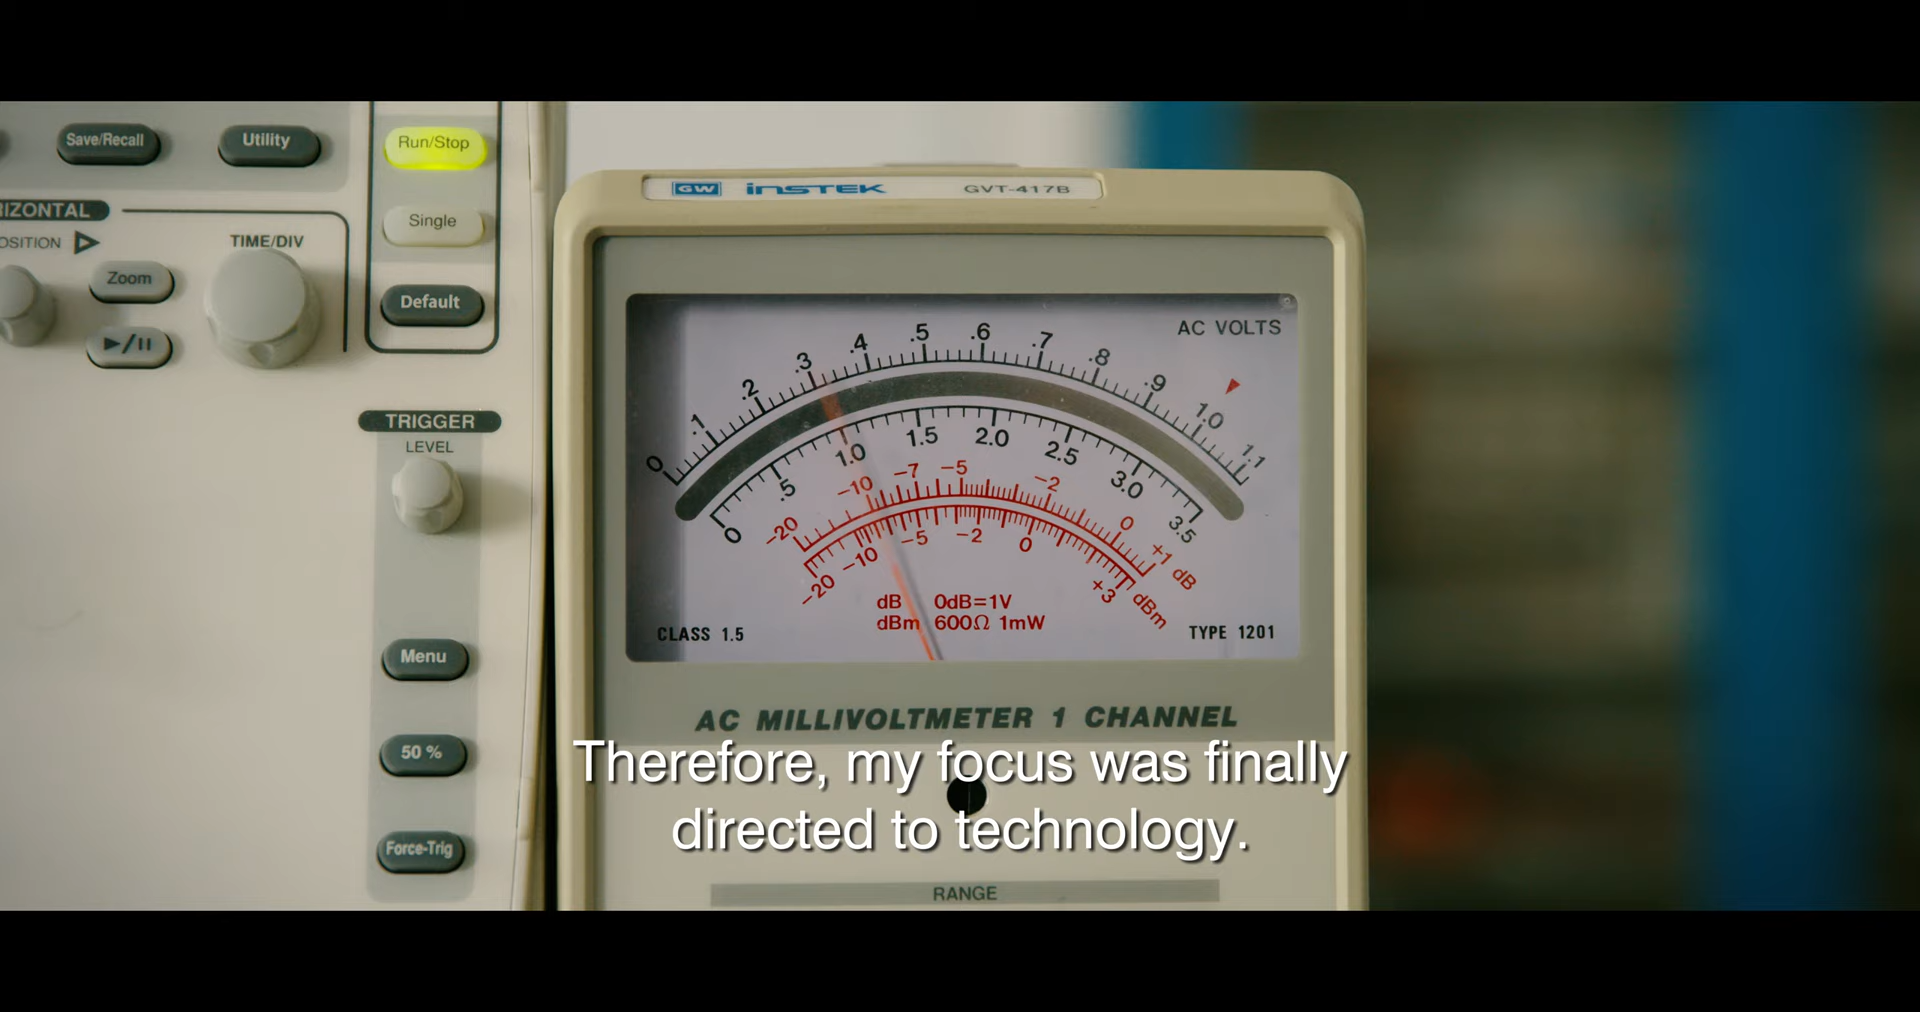 Save/Recall
Utility
Run/Stop
Single
Default
RIZONTAL
OSITION
TIME/DIV
Zoom
TRIGGER
LEVEL
Menu
50 %
Force-Trig
GW INSTEK GVT-417B
AC VOLTS
0 .1 .2 .3 .4 .5 .6 .7 .8 .9 1.0 1.1
0 .5 1.0 1.5 2.0 2.5 3.0 3.5
-20 -10 -7 -5 -2 0 +1 dB
-20 -10 -5 -2 0 +3 dBm
dB 0dB=1V
dBm 600Ω 1mW
CLASS 1.5
TYPE 1201
AC MILLIVOLTMETER 1 CHANNEL
Therefore, my focus was finally
directed to technology.
RANGE